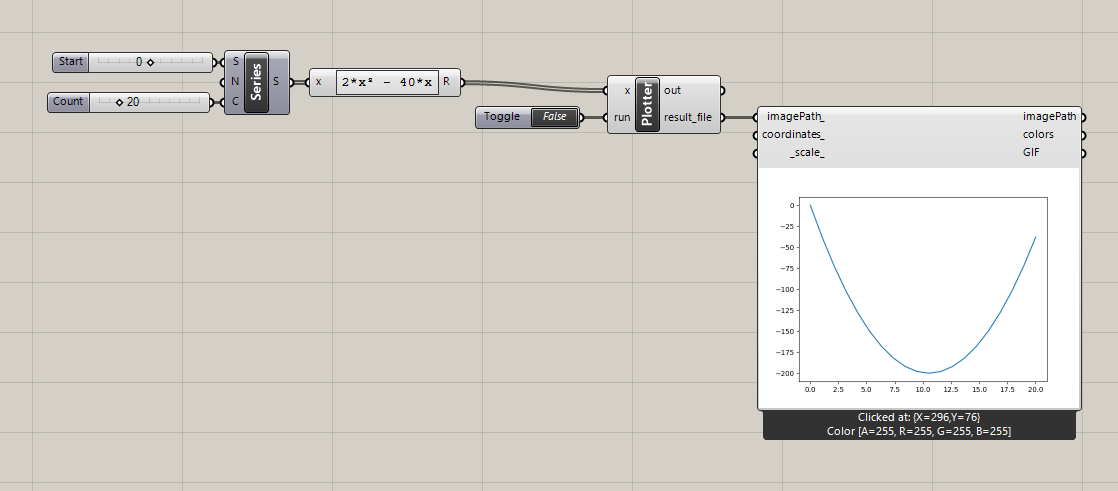 Start
0
S
N
C
Series
S
Count
20
x
2*x² - 40*x
R
Toggle
False
x
run
Plotter
out
result_file
imagePath_
coordinates_
_scale_
imagePath
colors
GIF
0
−25
−50
−75
−100
−125
−150
−175
−200
0.0 2.5 5.0 7.5 10.0 12.5 15.0 17.5 20.0
Clicked at: {X=296,Y=76}
Color [A=255, R=255, G=255, B=255]